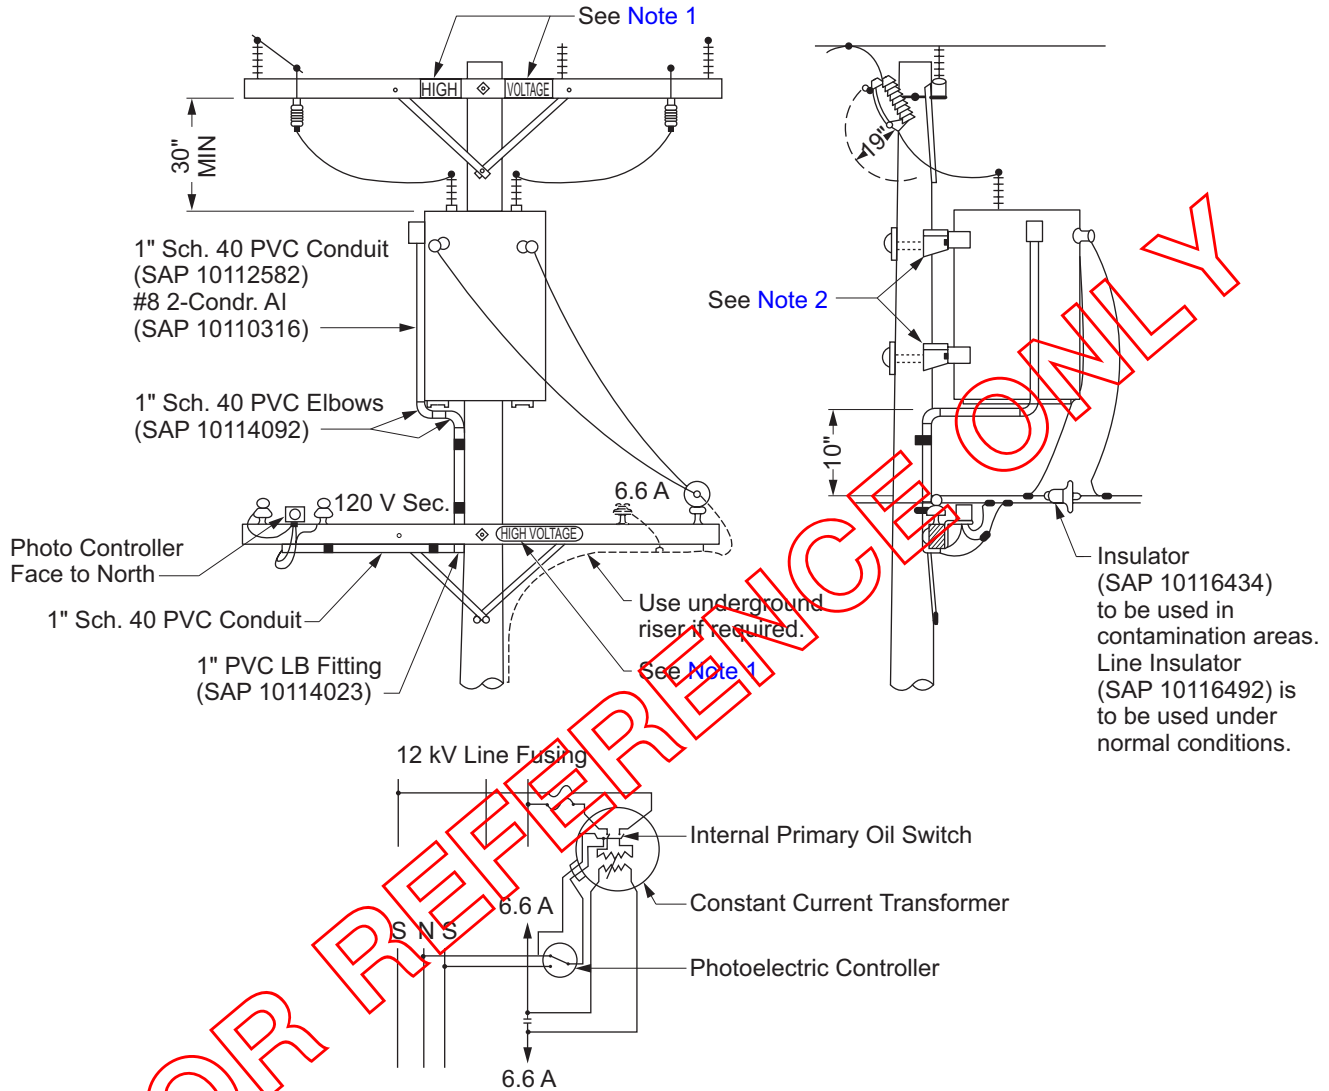 See Note 1
HIGH
VOLTAGE
30"
MIN
19"
1" Sch. 40 PVC Conduit
(SAP 10112582)
#8 2-Condr. Al
(SAP 10110316)
See Note 2
1" Sch. 40 PVC Elbows
(SAP 10114092)
10"
120 V Sec.
6.6 A
HIGH VOLTAGE
Photo Controller
Face to North
1" Sch. 40 PVC Conduit
Use underground
riser if required.
See Note 1
1" PVC LB Fitting
(SAP 10114023)
Insulator
(SAP 10116434)
to be used in
contamination areas.
Line Insulator
(SAP 10116492) is
to be used under
normal conditions.
12 kV Line Fusing
Internal Primary Oil Switch
Constant Current Transformer
6.6 A
S N S
Photoelectric Controller
6.6 A
OR REFERENCE ONLY